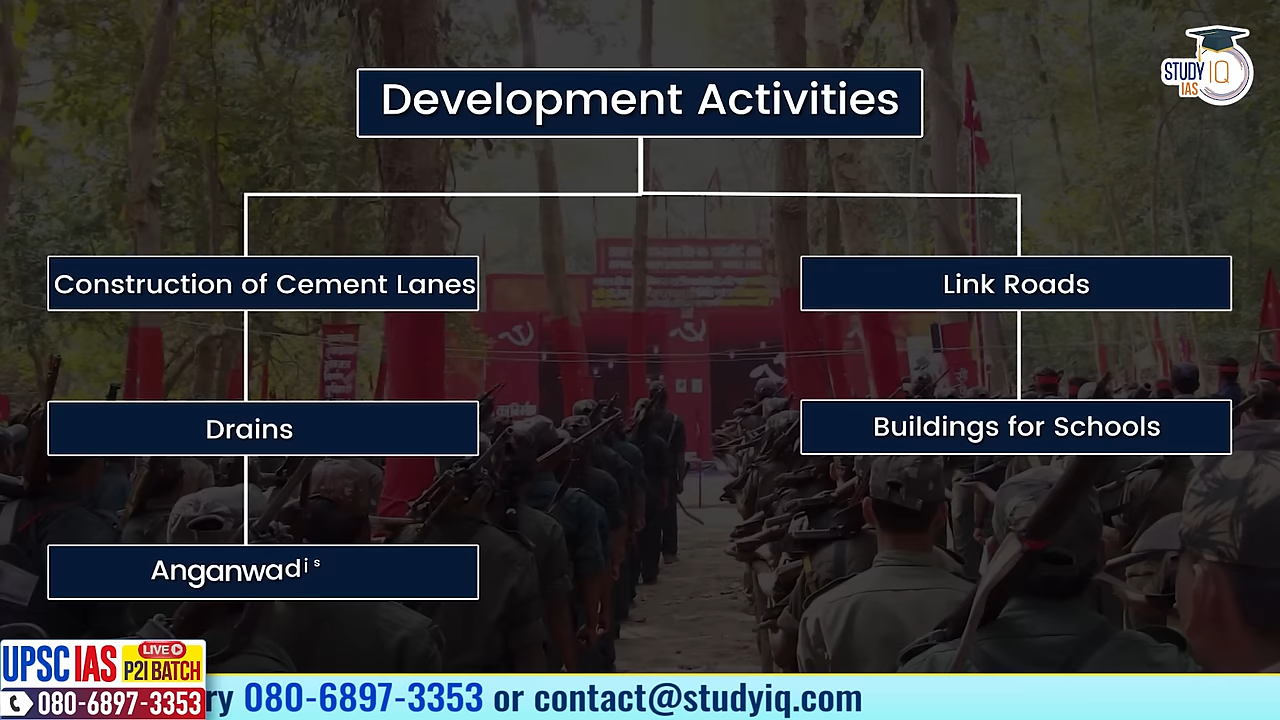 Development Activities
STUDY IQ
IAS
Construction of Cement Lanes
Link Roads
Drains
Buildings for Schools
Anganwadis
UPSC IAS
LIVE
P2I BATCH
080-6897-3353
ry 080-6897-3353 or contact@studyiq.com